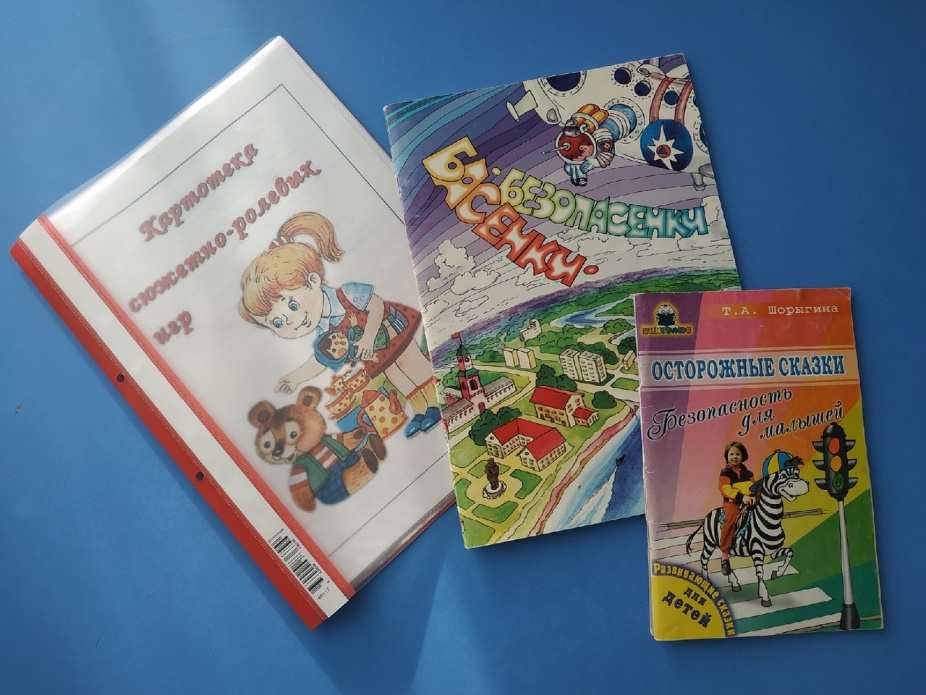 Картотека
сюжетно-ролевых
игр
БАСЕНКИ-
БЕЗОПАСЕНКИ
Т.А. Шорыгина
ОСТОРОЖНЫЕ СКАЗКИ
Безопасность
для
малышей
Развивающие сказки
для
детей